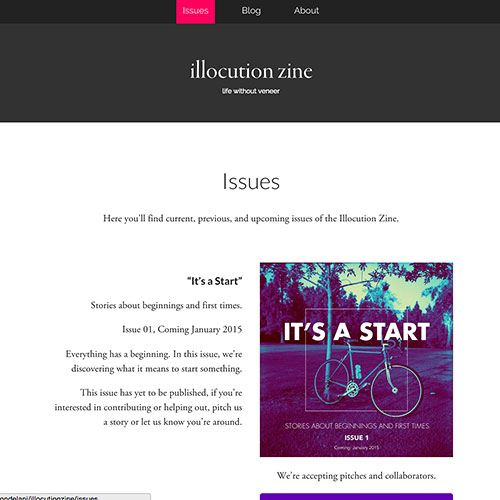 Issues
Blog
About
illocution zine
life without veneer
Issues
Here you'll find current, previous, and upcoming issues of the Illocution Zine.
“It's a Start”
Stories about beginnings and first times.
Issue 01, Coming January 2015
Everything has a beginning. In this issue, we're
discovering what it means to start something.
This issue has yet to be published, if you're
interested in contributing or helping out, pitch us
a story or let us know you're around.
IT'S A START
STORIES ABOUT BEGINNINGS AND FIRST TIMES
ISSUE 1
Coming January 2015
We're accepting pitches and collaborators.